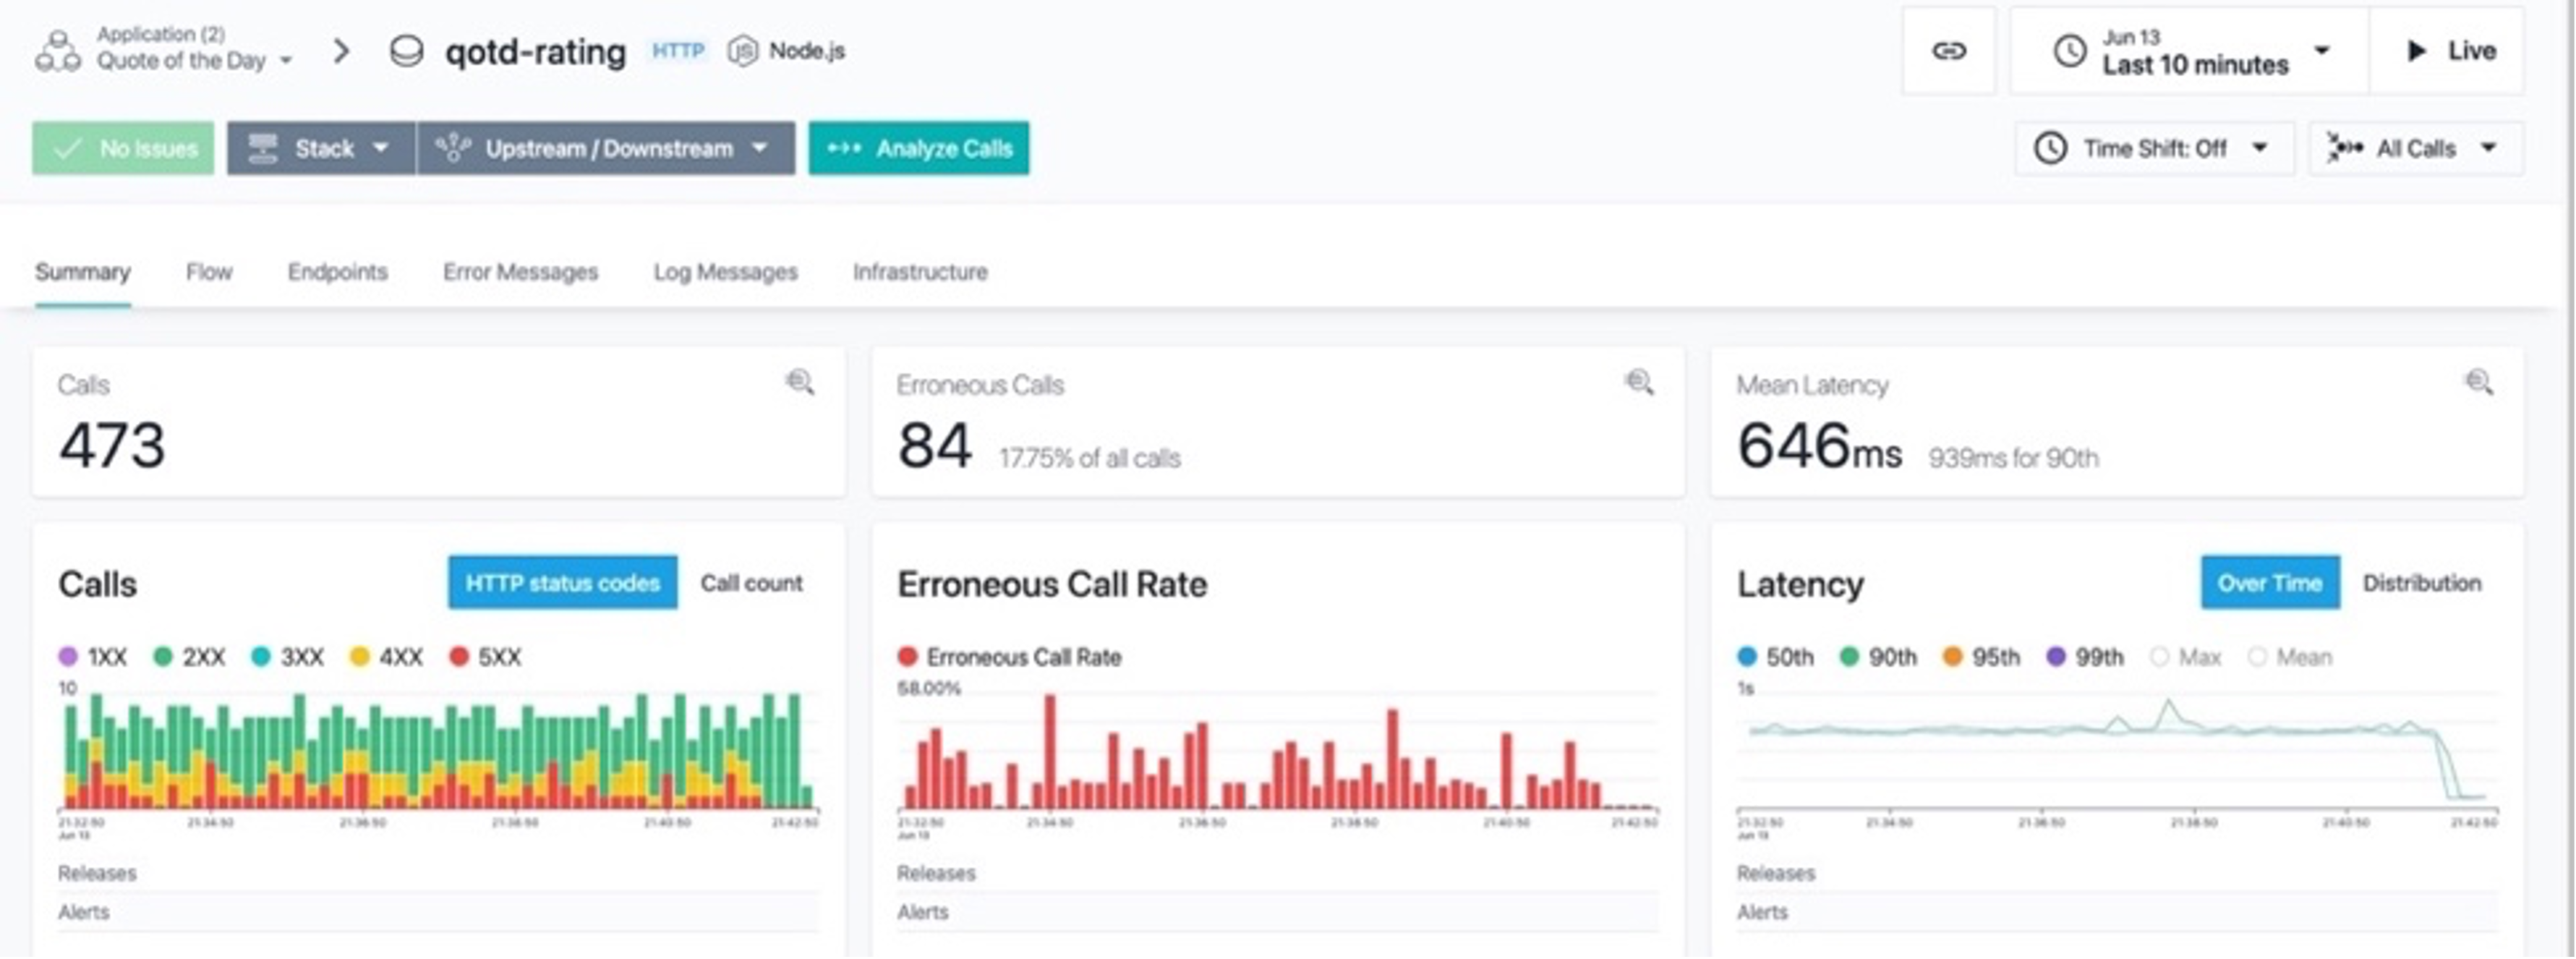 Application (2)
Quote of the Day
qotd-rating HTTP JS Node.js
Jun 13
Last 10 minutes
Live
No Issues
Stack
Upstream / Downstream
Analyze Calls
Time Shift: Off
All Calls
Summary Flow Endpoints Error Messages Log Messages Infrastructure
Calls
473
Erroneous Calls
84 17.75% of all calls
Mean Latency
646ms 939ms for 90th
Calls HTTP status codes Call count
1XX 2XX 3XX 4XX 5XX
10
21:32:50 21:34:50 21:36:50 21:38:50 21:40:50 21:42:50
Jun 13
Releases
Alerts
Erroneous Call Rate
Erroneous Call Rate
58.00%
21:32:50 21:34:50 21:36:50 21:38:50 21:40:50 21:42:50
Jun 13
Releases
Alerts
Latency Over Time Distribution
50th 90th 95th 99th Max Mean
1s
21:32:50 21:34:50 21:36:50 21:38:50 21:40:50 21:42:50
Jun 13
Releases
Alerts